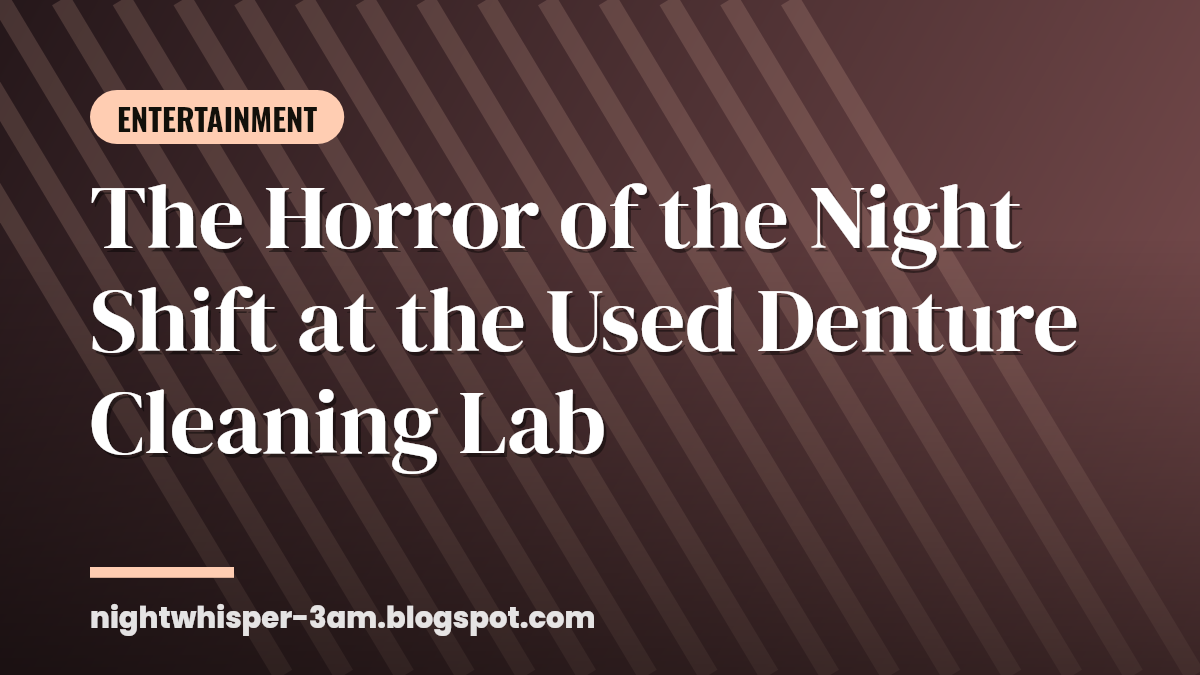 ENTERTAINMENT
The Horror of the Night
Shift at the Used Denture
Cleaning Lab
nightwhisper-3am.blogspot.com